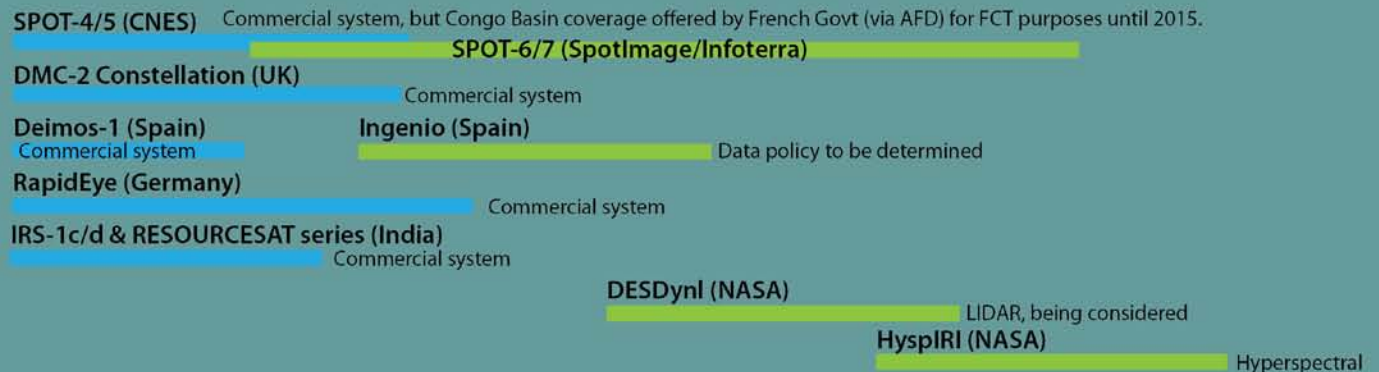 SPOT-4/5 (CNES) Commercial system, but Congo Basin coverage offered by French Govt (via AFD) for FCT purposes until 2015.
SPOT-6/7 (SpotImage/Infoterra)
DMC-2 Constellation (UK)
Commercial system
Deimos-1 (Spain) Ingenio (Spain)
Commercial system Data policy to be determined
RapidEye (Germany)
Commercial system
IRS-1c/d & RESOURCESAT series (India)
Commercial system
DESDynl (NASA)
LIDAR, being considered
HyspIRI (NASA)
Hyperspectral